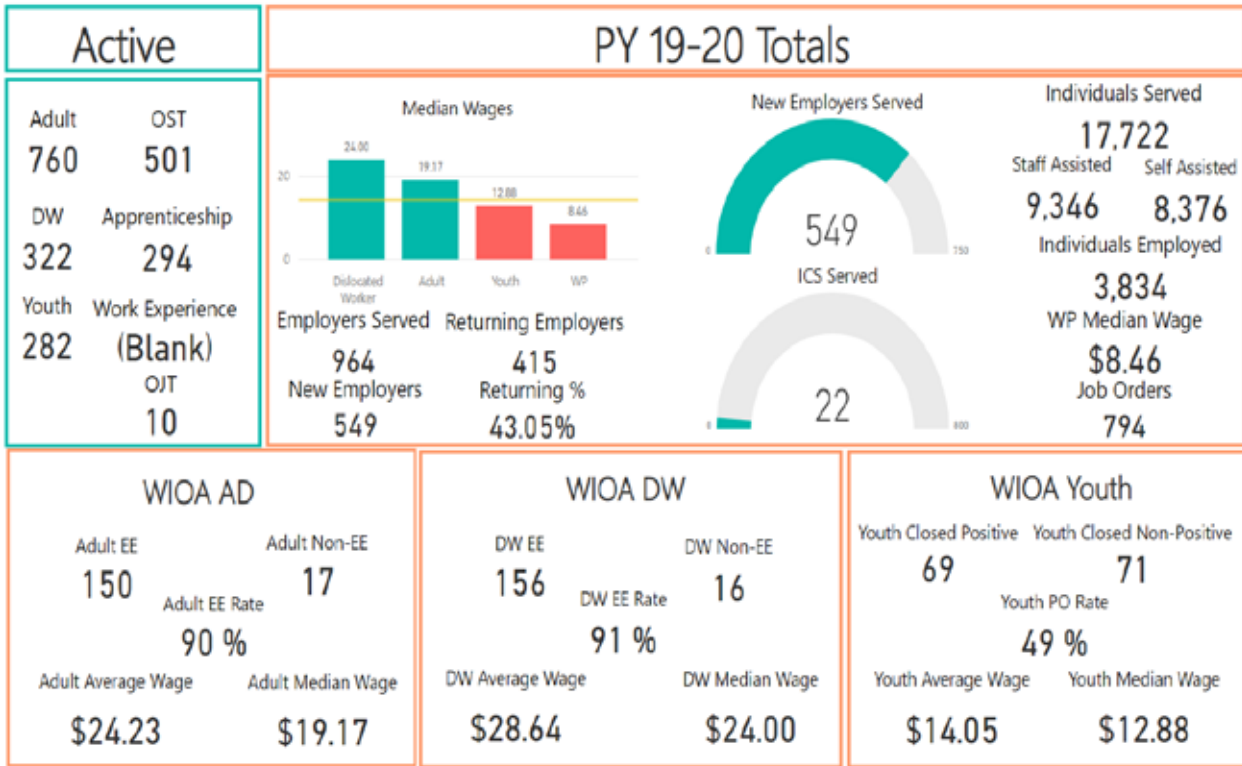 Active
PY 19-20 Totals
Adult
OST
760
501
DW
Apprenticeship
322
294
Youth
Work Experience
282
(Blank)
OJT
10
Median Wages
20
0
24.00
19.17
12.88
8.46
Dislocated
Worker
Adult
Youth
WP
Employers Served
Returning Employers
964
415
New Employers
Returning %
549
43.05%
New Employers Served
549
0
750
ICS Served
22
0
800
Individuals Served
17,722
Staff Assisted
Self Assisted
9,346
8,376
Individuals Employed
3,834
WP Median Wage
$8.46
Job Orders
794
WIOA AD
Adult EE
Adult Non-EE
150
17
Adult EE Rate
90 %
Adult Average Wage
Adult Median Wage
$24.23
$19.17
WIOA DW
DW EE
DW Non-EE
156
16
DW EE Rate
91 %
DW Average Wage
DW Median Wage
$28.64
$24.00
WIOA Youth
Youth Closed Positive
Youth Closed Non-Positive
69
71
Youth PO Rate
49 %
Youth Average Wage
Youth Median Wage
$14.05
$12.88